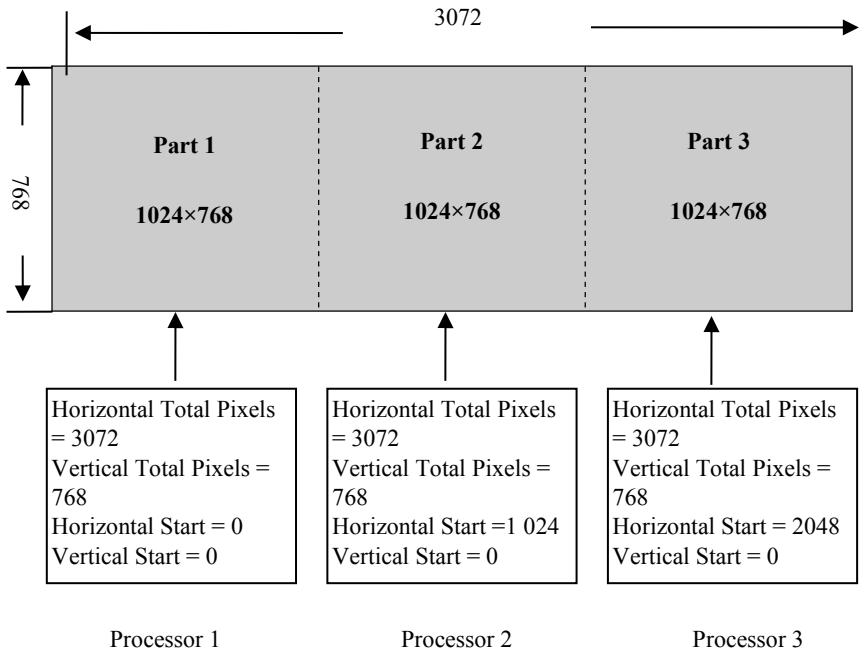 3072
768
Part 1
1024×768
Part 2
1024×768
Part 3
1024×768
Horizontal Total Pixels
= 3072
Vertical Total Pixels =
768
Horizontal Start = 0
Vertical Start = 0
Horizontal Total Pixels
= 3072
Vertical Total Pixels =
768
Horizontal Start =1 024
Vertical Start = 0
Horizontal Total Pixels
= 3072
Vertical Total Pixels =
768
Horizontal Start = 2048
Vertical Start = 0
Processor 1
Processor 2
Processor 3